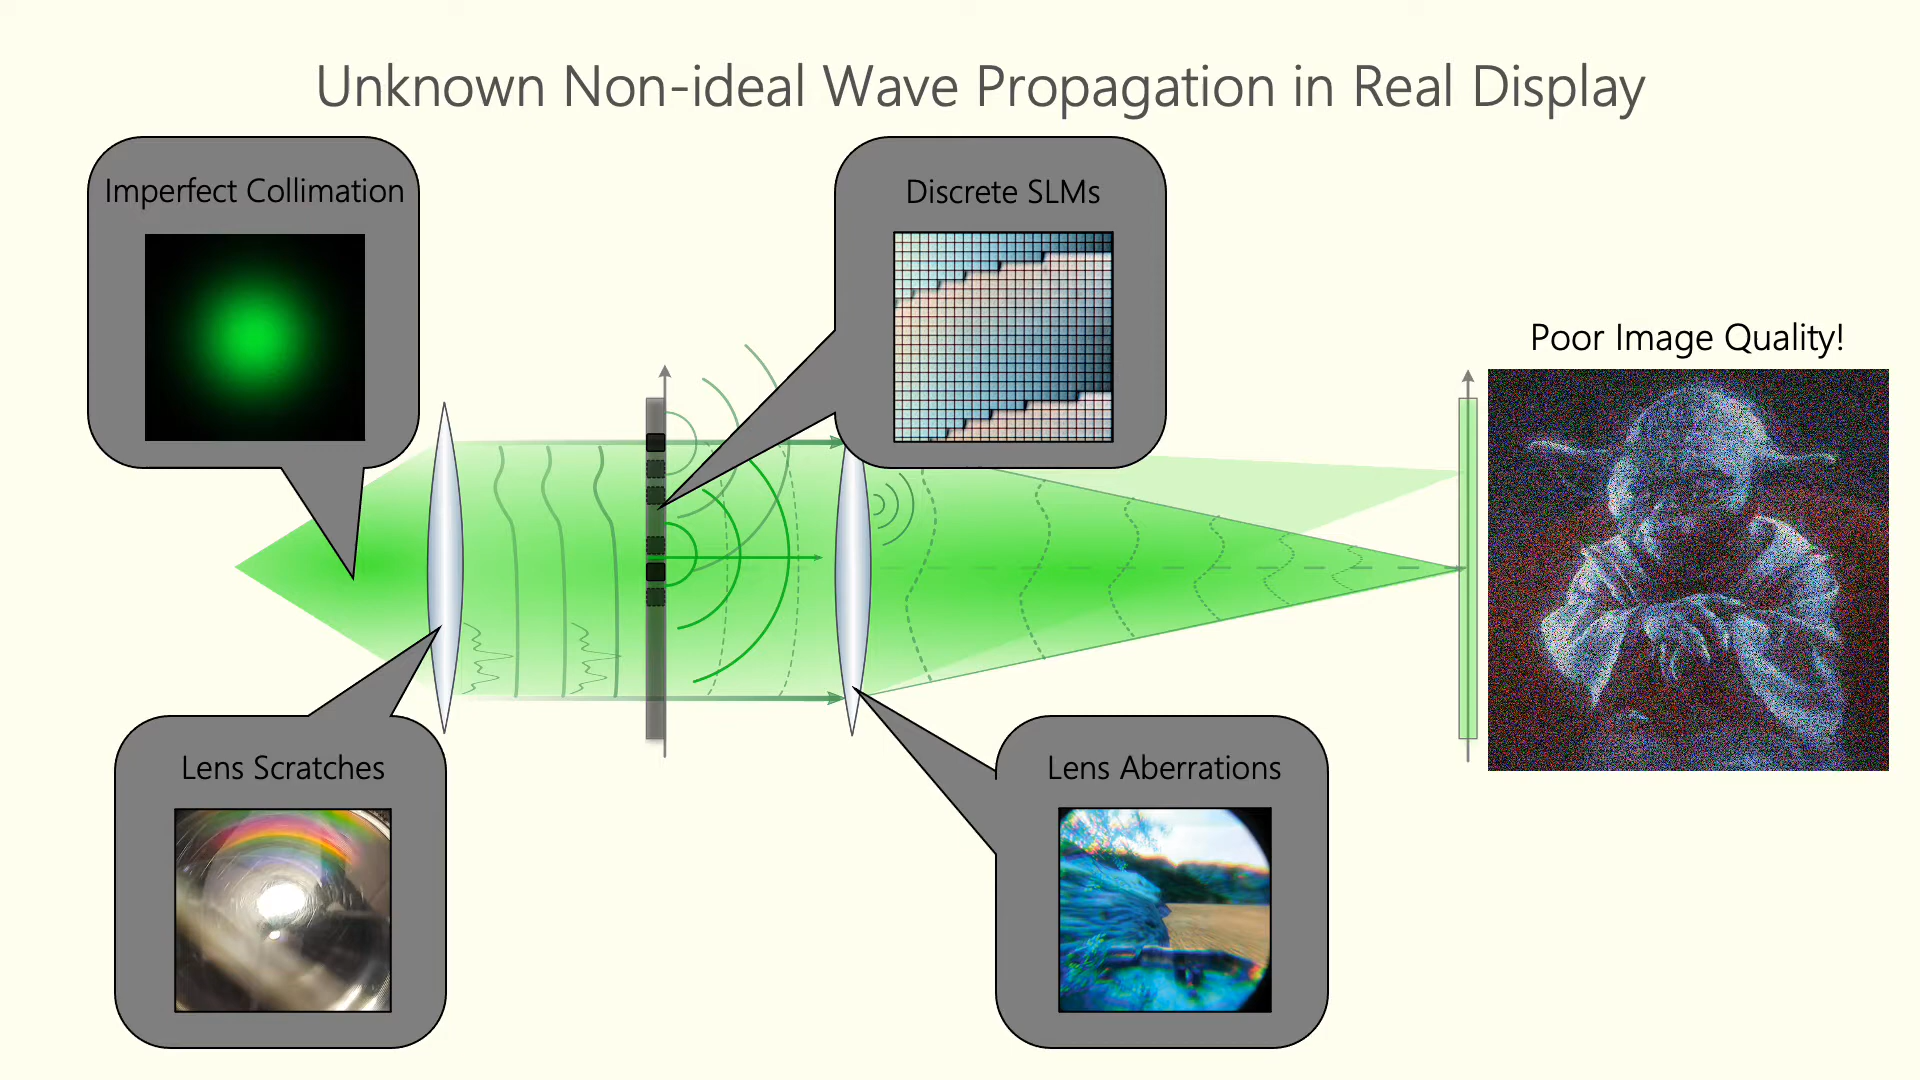 Unknown Non-ideal Wave Propagation in Real Display
Imperfect Collimation
Discrete SLMs
Poor Image Quality!
Lens Scratches
Lens Aberrations